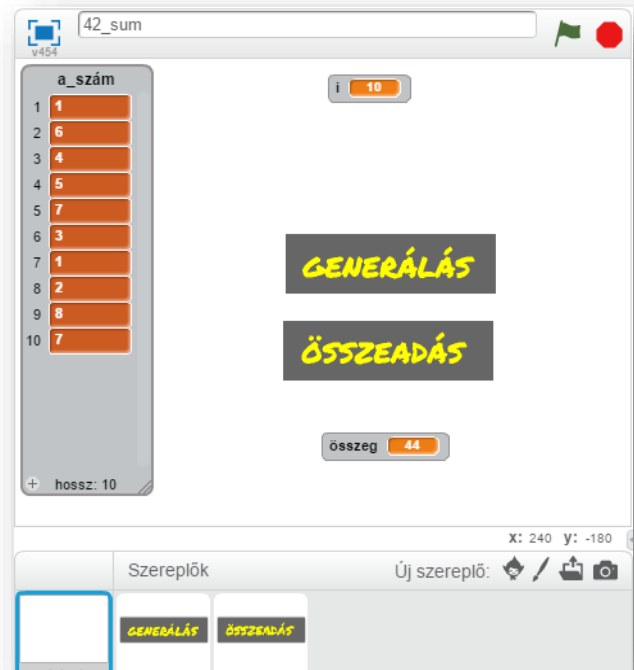 42_sum
v454
a_szám
i 10
1 1
2 6
3 4
4 5
5 7
6 3
7 1
8 2
9 8
10 7
GENERÁLÁS
ÖSSZEADÁS
összeg 44
+ hossz: 10
X: 240 y: -180
Szereplők
Új szereplő:
GENERÁLÁS
ÖSSZEADÁS